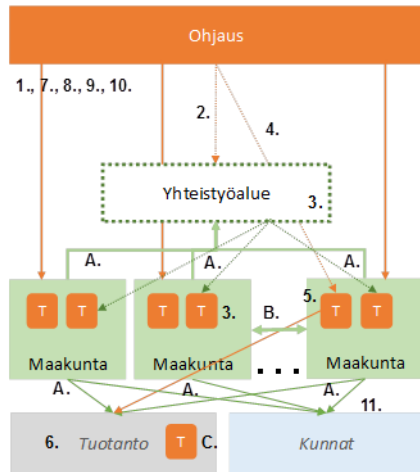 Ohjaus
1., 7., 8., 9., 10.
2.
4.
Yhteistyöalue
3.
A.
A.
A.
T
T
T
T
3.
B.
5.
T
T
Maakunta
Maakunta
...
Maakunta
A.
A.
A.
11.
6.
Tuotanto
T
C.
Kunnat